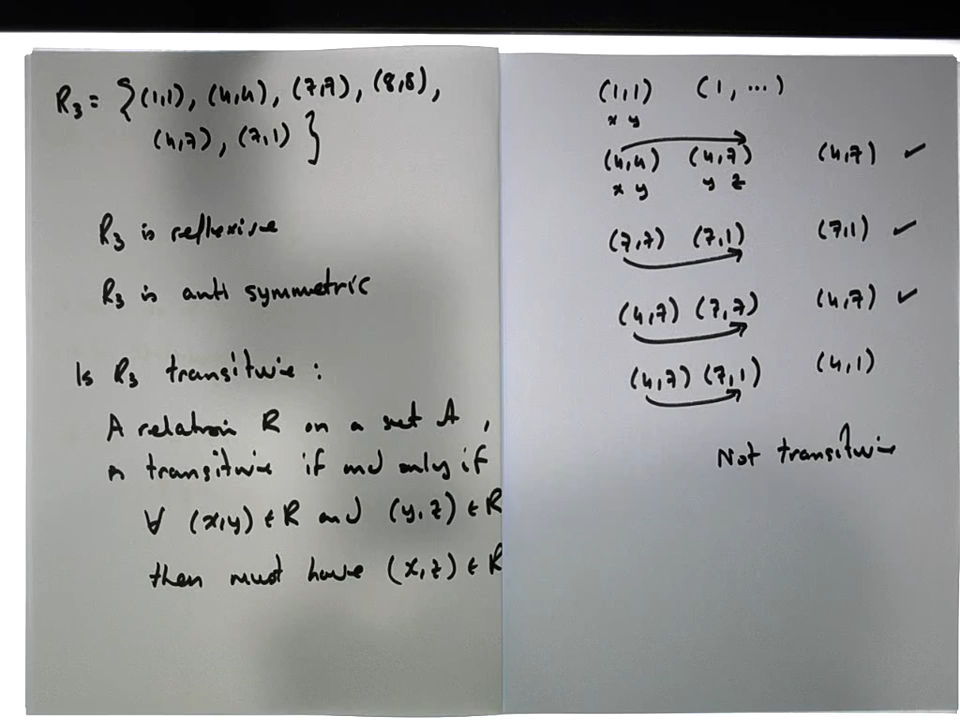 R₃ = {(1,1), (4,4), (7,7), (8,8),
(4,7), (7,1)}
R₃ is reflexive
R₃ is anti symmetric
Is R₃ transitive :
A relation R on a set A ,
is transitive if and only if
∀ (x,y) ∈ R and (y,z) ∈ R
then must have (x,z) ∈ R
(1,1) (1, ...)
x y
(4,4) (4,7) (4,7) ✓
x y y z
(7,7) (7,1) (7,1) ✓
(4,7) (7,7) (4,7) ✓
(4,7) (7,1) (4,1)
Not transitive